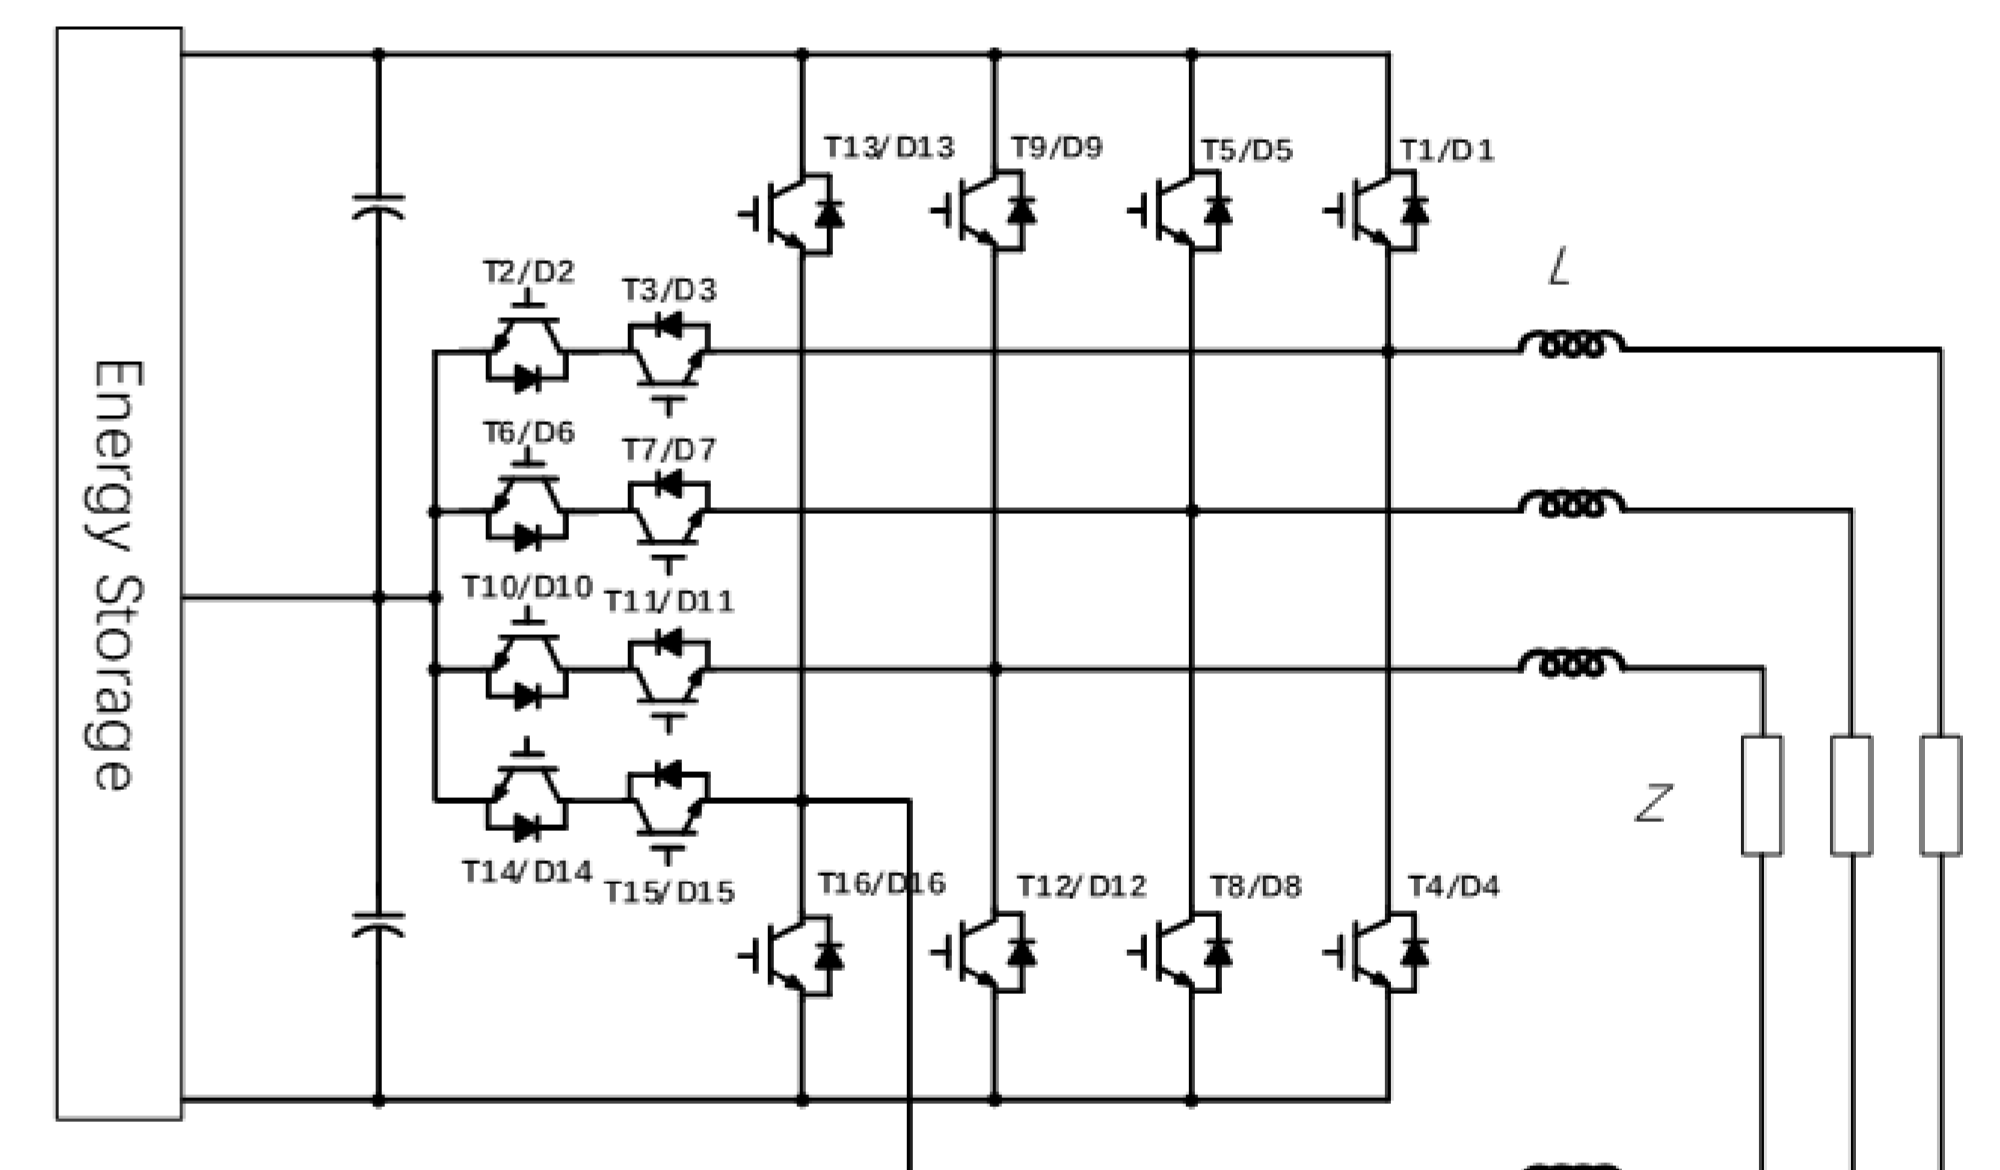 T13/D13
T9/D9
T5/D5
T1/D1
L
T2/D2
T3/D3
T6/D6
T7/D7
Energy Storage
T10/D10
T11/D11
Z
T14/D14
T15/D15
T16/D16
T12/D12
T8/D8
T4/D4